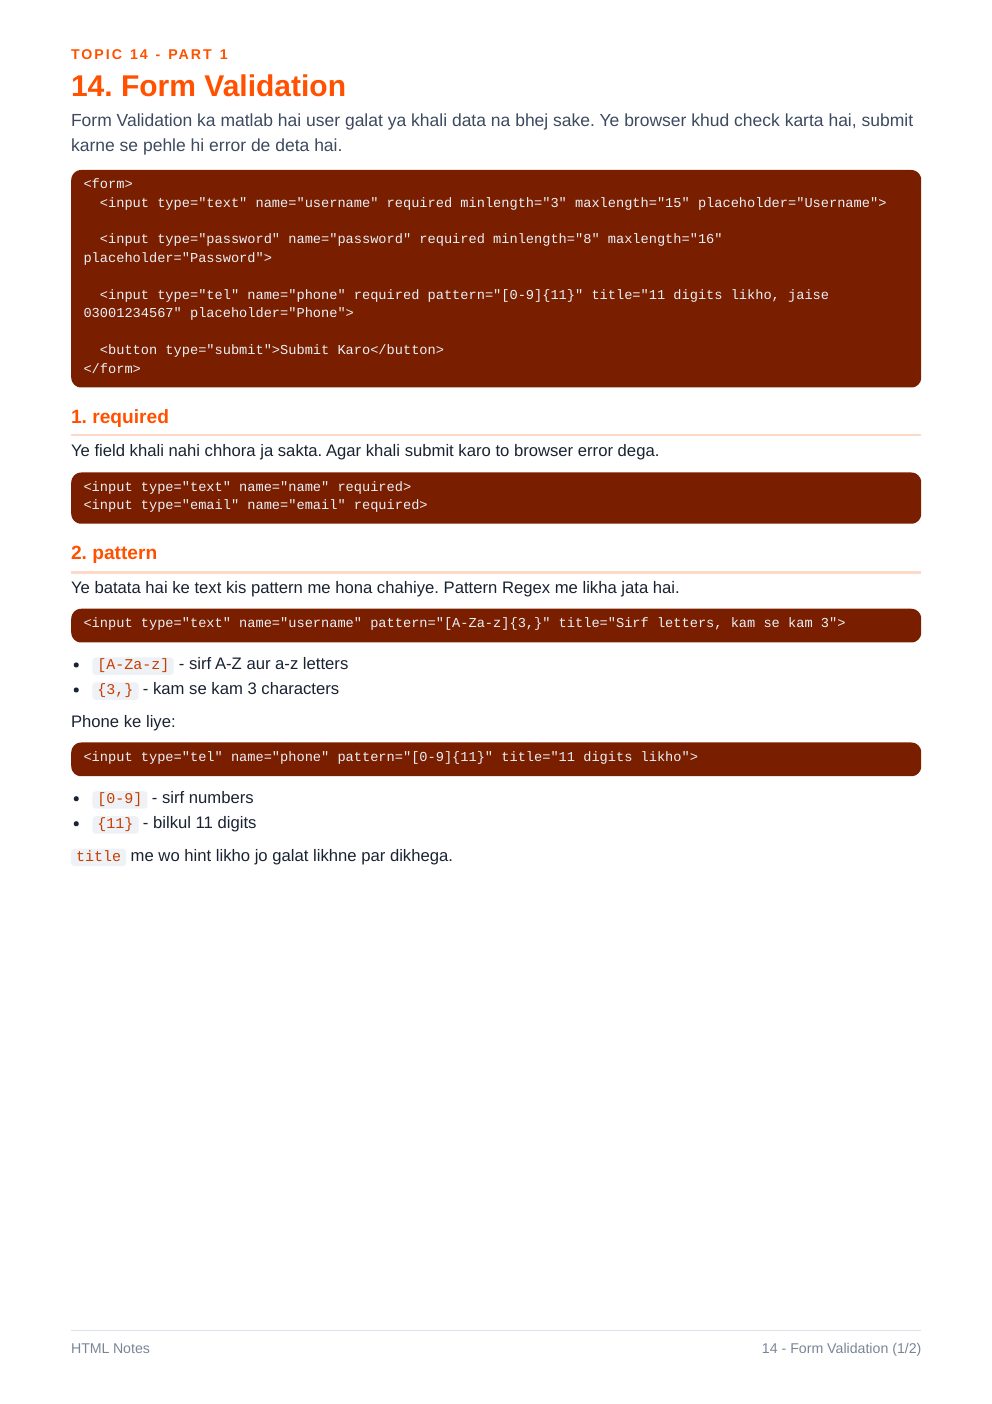 TOPIC 14 - PART 1
14. Form Validation
Form Validation ka matlab hai user galat ya khali data na bhej sake. Ye browser khud check karta hai, submit
karne se pehle hi error de deta hai.
<form>
  <input type="text" name="username" required minlength="3" maxlength="15" placeholder="Username">

  <input type="password" name="password" required minlength="8" maxlength="16"
placeholder="Password">

  <input type="tel" name="phone" required pattern="[0-9]{11}" title="11 digits likho, jaise
03001234567" placeholder="Phone">

  <button type="submit">Submit Karo</button>
</form>
1. required
Ye field khali nahi chhora ja sakta. Agar khali submit karo to browser error dega.
<input type="text" name="name" required>
<input type="email" name="email" required>
2. pattern
Ye batata hai ke text kis pattern me hona chahiye. Pattern Regex me likha jata hai.
<input type="text" name="username" pattern="[A-Za-z]{3,}" title="Sirf letters, kam se kam 3">
• [A-Za-z] - sirf A-Z aur a-z letters
• {3,} - kam se kam 3 characters
Phone ke liye:
<input type="tel" name="phone" pattern="[0-9]{11}" title="11 digits likho">
• [0-9] - sirf numbers
• {11} - bilkul 11 digits
title me wo hint likho jo galat likhne par dikhega.
HTML Notes
14 - Form Validation (1/2)